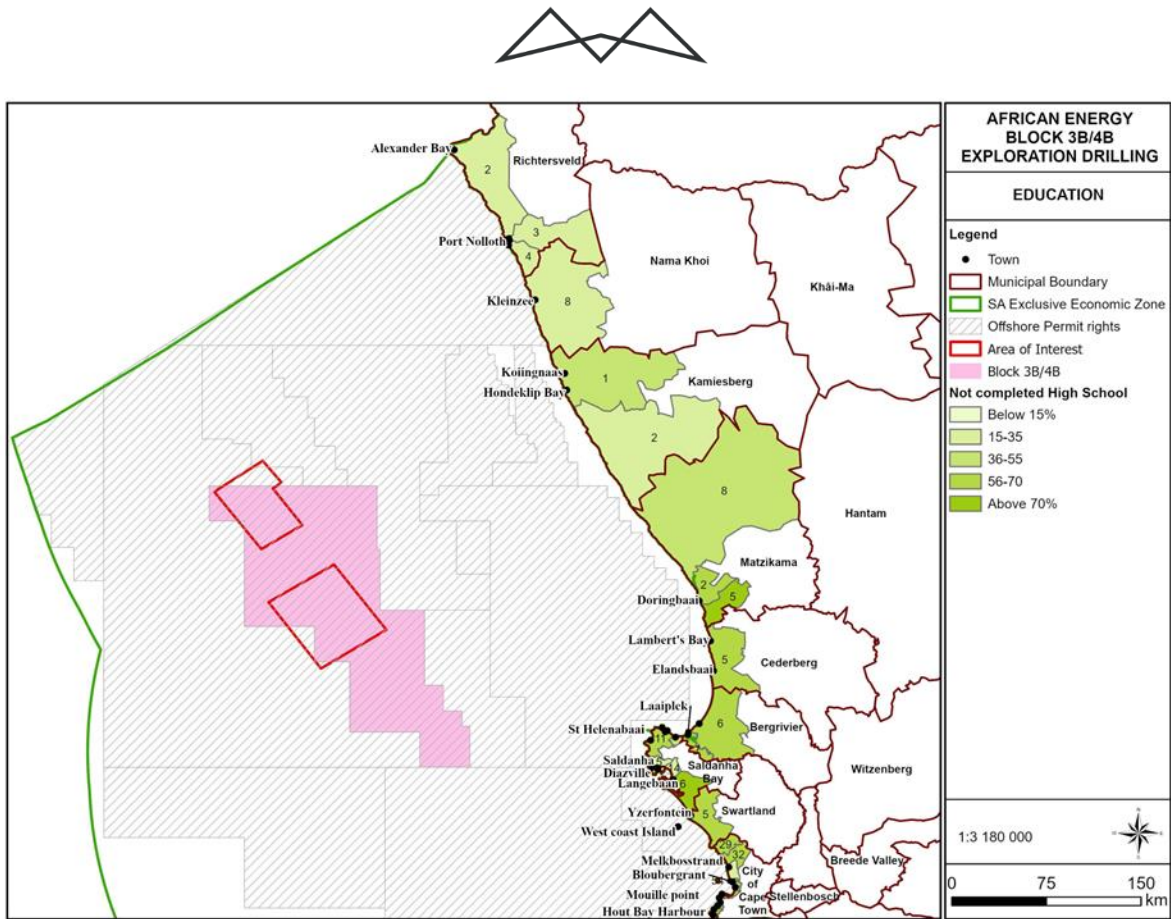 Alexander Bay
Richtersveld
2
3
Port Nolloth
4
Nama Khoi
Khâi-Ma
Kleinzee
8
Koiingnaas
1
Kamiesberg
Hondeklip Bay
2
8
Hantam
Matzikama
2
5
Doringbaai
Lambert's Bay
5
Cederberg
Elandsbaai
Laaiplek
6
Bergrivier
St Helenabaai
11
Saldanha
Diazville
Langebaan
6
Saldanha
Bay
Witzenberg
Swartland
Yzerfontein
5
West coast Island
29
32
Melkbosstrand
Bloubergrant
City
of
Cape
Town
Breede Valley
Stellenbosch
Mouille point
Hout Bay Harbour
AFRICAN ENERGY
BLOCK 3B/4B
EXPLORATION DRILLING
EDUCATION
Legend
Town
Municipal Boundary
SA Exclusive Economic Zone
Offshore Permit rights
Area of Interest
Block 3B/4B
Not completed High School
Below 15%
15-35
36-55
56-70
Above 70%
1:3 180 000
0 75 150
km